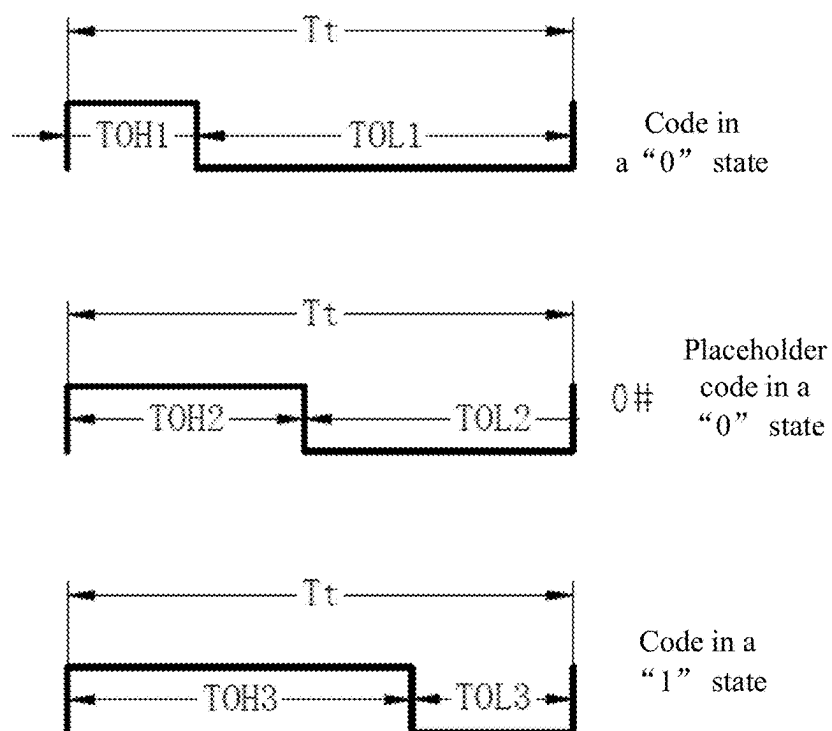 Tt
TOH1 TOL1
Code in
a “0” state
Tt
TOH2 TOL2
0#
Placeholder
code in a
“0” state
Tt
TOH3 TOL3
Code in a
“1” state